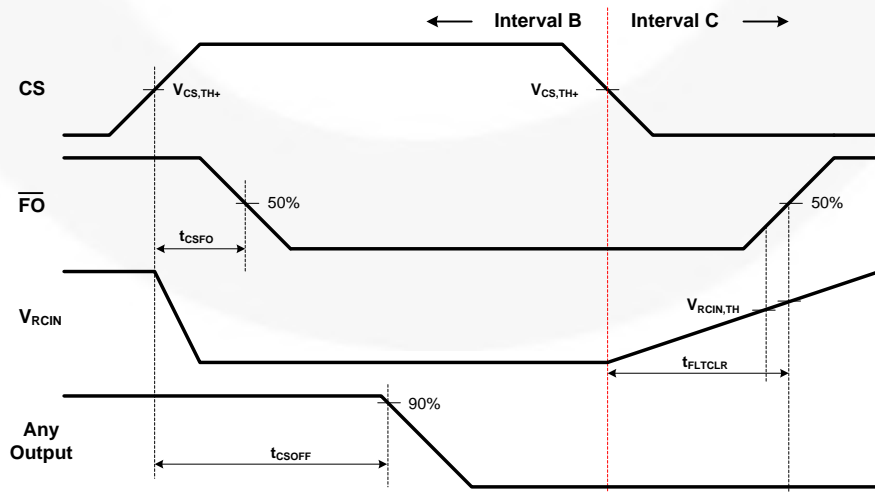 Interval B Interval C
CS
VCS,TH+ VCS,TH+
FO
50% 50%
tCSFO
VRCIN
VRCIN,TH
tFLTCLR
90%
Any
Output
tCSOFF